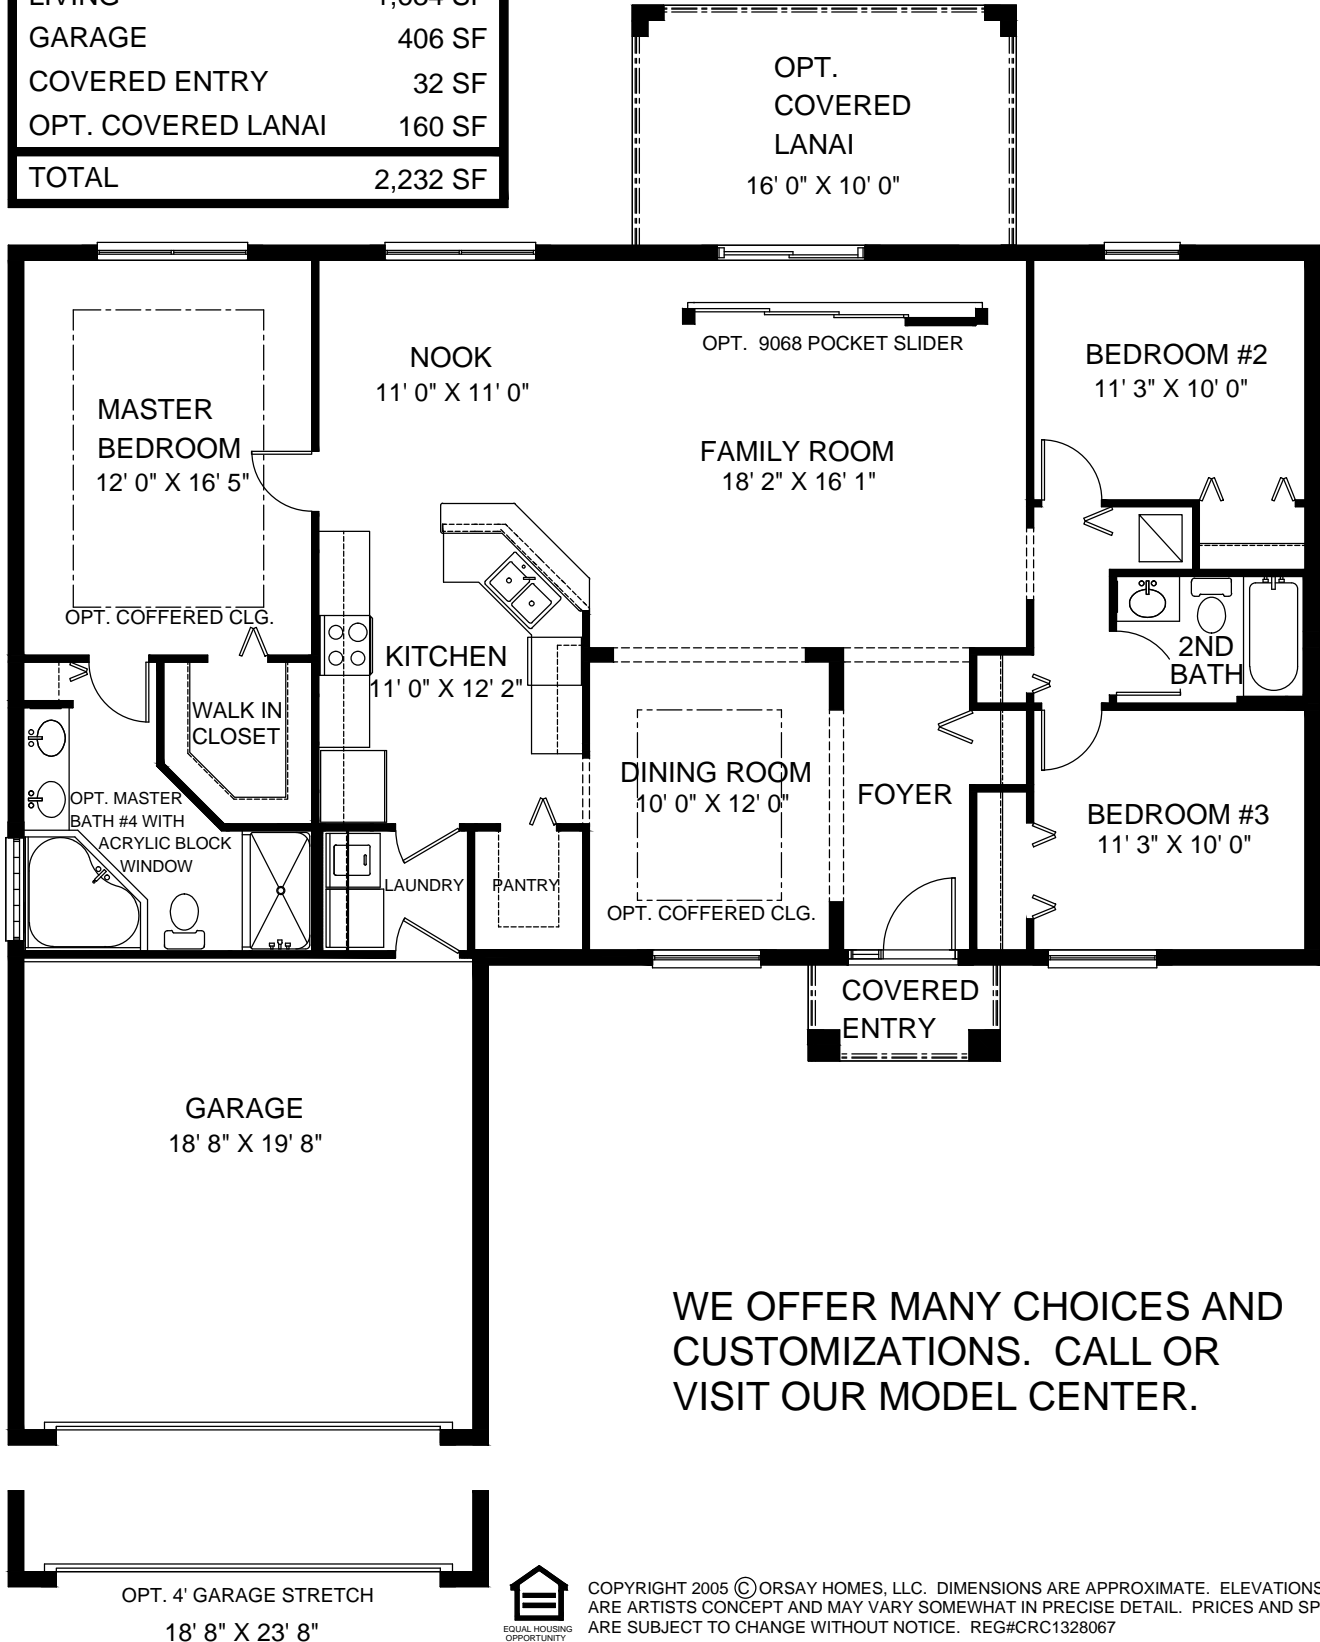 LIVING 1,634 SF
GARAGE 406 SF
COVERED ENTRY 32 SF
OPT. COVERED LANAI 160 SF
TOTAL 2,232 SF
OPT.
COVERED
LANAI
16' 0" X 10' 0"
OPT. 9068 POCKET SLIDER
NOOK
11' 0" X 11' 0"
BEDROOM #2
11' 3" X 10' 0"
MASTER
BEDROOM
12' 0" X 16' 5"
FAMILY ROOM
18' 2" X 16' 1"
OPT. COFFERED CLG.
KITCHEN
11' 0" X 12' 2"
2ND
BATH
WALK IN
CLOSET
DINING ROOM
10' 0" X 12' 0"
FOYER
OPT. MASTER
BATH #4 WITH
ACRYLIC BLOCK
WINDOW
BEDROOM #3
11' 3" X 10' 0"
LAUNDRY
PANTRY
OPT. COFFERED CLG.
COVERED
ENTRY
GARAGE
18' 8" X 19' 8"
WE OFFER MANY CHOICES AND
CUSTOMIZATIONS. CALL OR
VISIT OUR MODEL CENTER.
OPT. 4' GARAGE STRETCH
18' 8" X 23' 8"
EQUAL HOUSING
OPPORTUNITY
COPYRIGHT 2005 © ORSAY HOMES, LLC. DIMENSIONS ARE APPROXIMATE. ELEVATIONS
ARE ARTISTS CONCEPT AND MAY VARY SOMEWHAT IN PRECISE DETAIL. PRICES AND SP
ARE SUBJECT TO CHANGE WITHOUT NOTICE. REG#CRC1328067